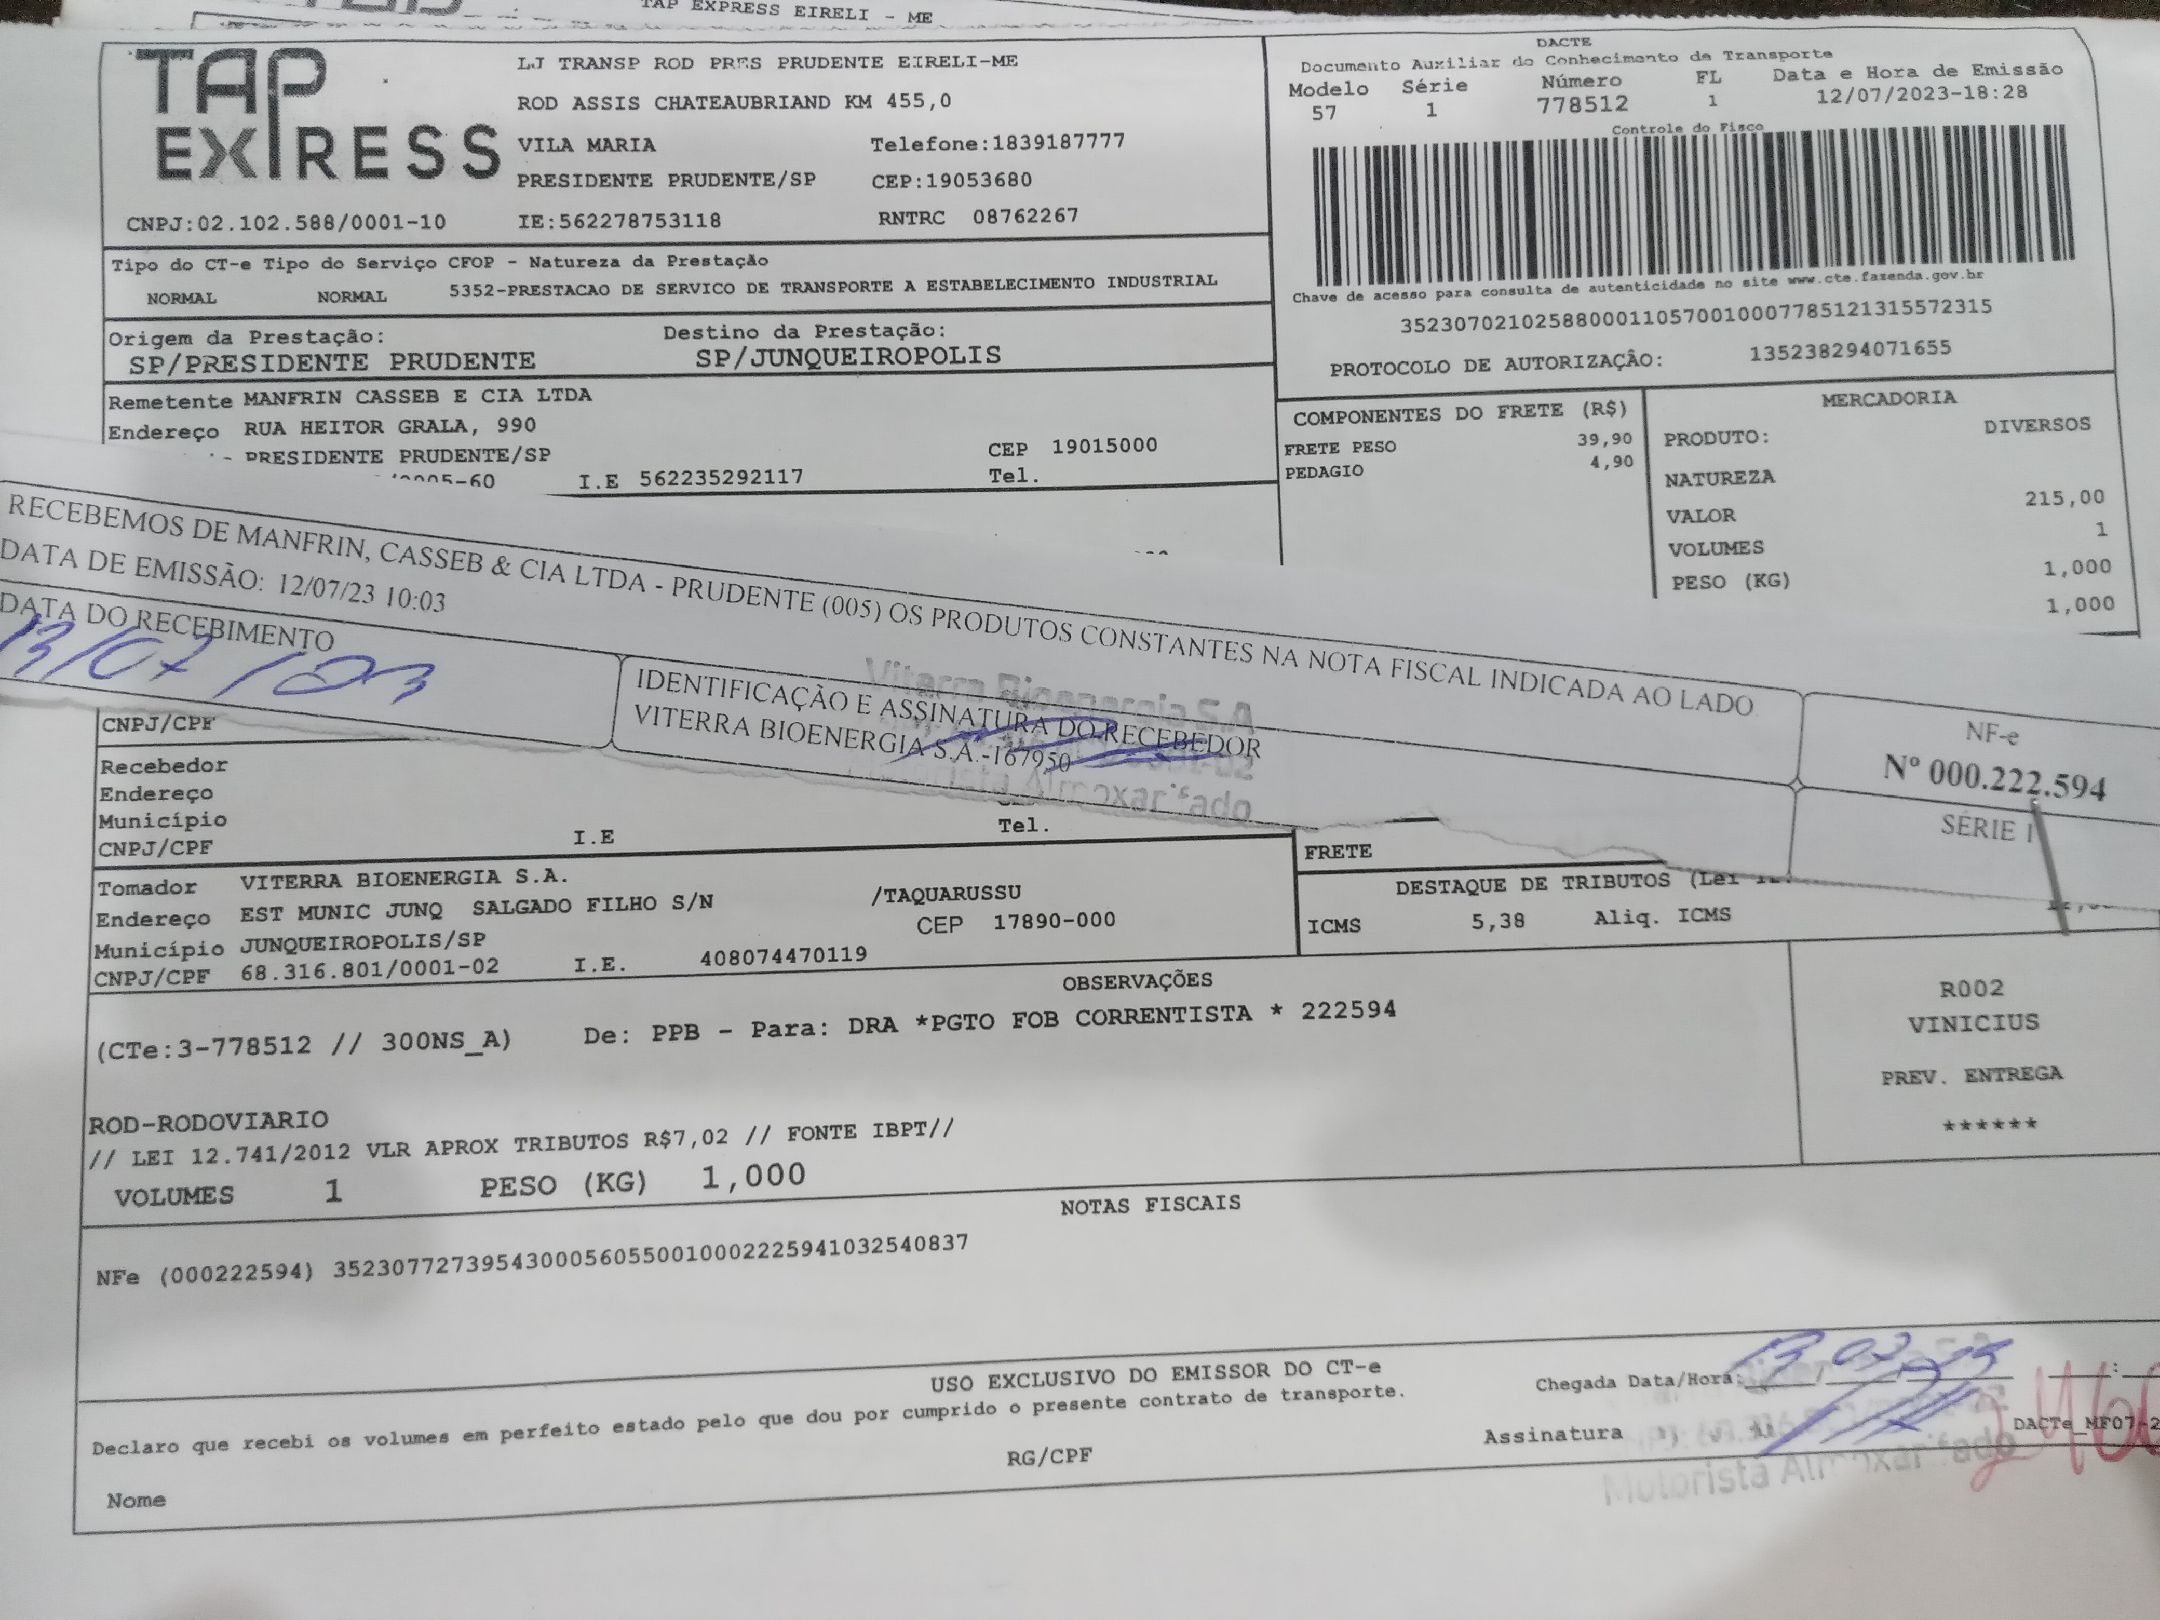 TAP EXPRESS EIRELI - ME
TAP EXPRESS
LJ TRANSP ROD PRES PRUDENTE EIRELI-ME
ROD ASSIS CHATEAUBRIAND KM 455,0
VILA MARIA Telefone:1839187777
PRESIDENTE PRUDENTE/SP CEP:19053680
CNPJ:02.102.588/0001-10 IE:562278753118 RNTRC 08762267
DACTE
Documento Auxiliar do Conhecimento de Transporte
Modelo Série Número FL Data e Hora de Emissão
57 1 778512 1 12/07/2023-18:28
Controle do Fisco
Chave de acesso para consulta de autenticidade no site www.cte.fazenda.gov.br
35230702102588000110570010007785121315572315
PROTOCOLO DE AUTORIZAÇÃO: 135238294071655
Tipo do CT-e Tipo do Serviço CFOP - Natureza da Prestação
NORMAL NORMAL 5352-PRESTACAO DE SERVICO DE TRANSPORTE A ESTABELECIMENTO INDUSTRIAL
Origem da Prestação: Destino da Prestação:
SP/PRESIDENTE PRUDENTE SP/JUNQUEIROPOLIS
Remetente MANFRIN CASSEB E CIA LTDA
Endereço RUA HEITOR GRALA, 990
PRESIDENTE PRUDENTE/SP CEP 19015000
-60 I.E 562235292117 Tel.
COMPONENTES DO FRETE (R$)
FRETE PESO 39,90
PEDAGIO 4,90
MERCADORIA
PRODUTO: DIVERSOS
NATUREZA
VALOR 215,00
VOLUMES 1
PESO (KG) 1,000
1,000
RECEBEMOS DE MANFRIN, CASSEB & CIA LTDA - PRUDENTE (005) OS PRODUTOS CONSTANTES NA NOTA FISCAL INDICADA AO LADO
DATA DE EMISSÃO: 12/07/23 10:03
DATA DO RECEBIMENTO
13/07/23
IDENTIFICAÇÃO E ASSINATURA DO RECEBEDOR
VITERRA BIOENERGIA S.A.-167950
Viterra Bioenergia S.A
Motorista Almoxarifado
NF-e
Nº 000.222.594
SÉRIE 1
CNPJ/CPF
Recebedor
Endereço
Município
CNPJ/CPF I.E Tel.
FRETE
Tomador VITERRA BIOENERGIA S.A.
Endereço EST MUNIC JUNQ SALGADO FILHO S/N /TAQUARUSSU
Município JUNQUEIROPOLIS/SP CEP 17890-000
CNPJ/CPF 68.316.801/0001-02 I.E. 408074470119
DESTAQUE DE TRIBUTOS (Lei
ICMS 5,38 Aliq. ICMS
OBSERVAÇÕES
(CTe:3-778512 // 300NS_A) De: PPB - Para: DRA *PGTO FOB CORRENTISTA * 222594
ROD-RODOVIARIO
// LEI 12.741/2012 VLR APROX TRIBUTOS R$7,02 // FONTE IBPT//
VOLUMES 1 PESO (KG) 1,000
R002
VINICIUS
PREV. ENTREGA
******
NOTAS FISCAIS
NFe (000222594) 35230772739543000560550010002225941032540837
USO EXCLUSIVO DO EMISSOR DO CT-e
Declaro que recebi os volumes em perfeito estado pelo que dou por cumprido o presente contrato de transporte.
Chegada Data/Hora:
Nome RG/CPF Assinatura
DACTe_MF07-2
Motorista Almoxarifado